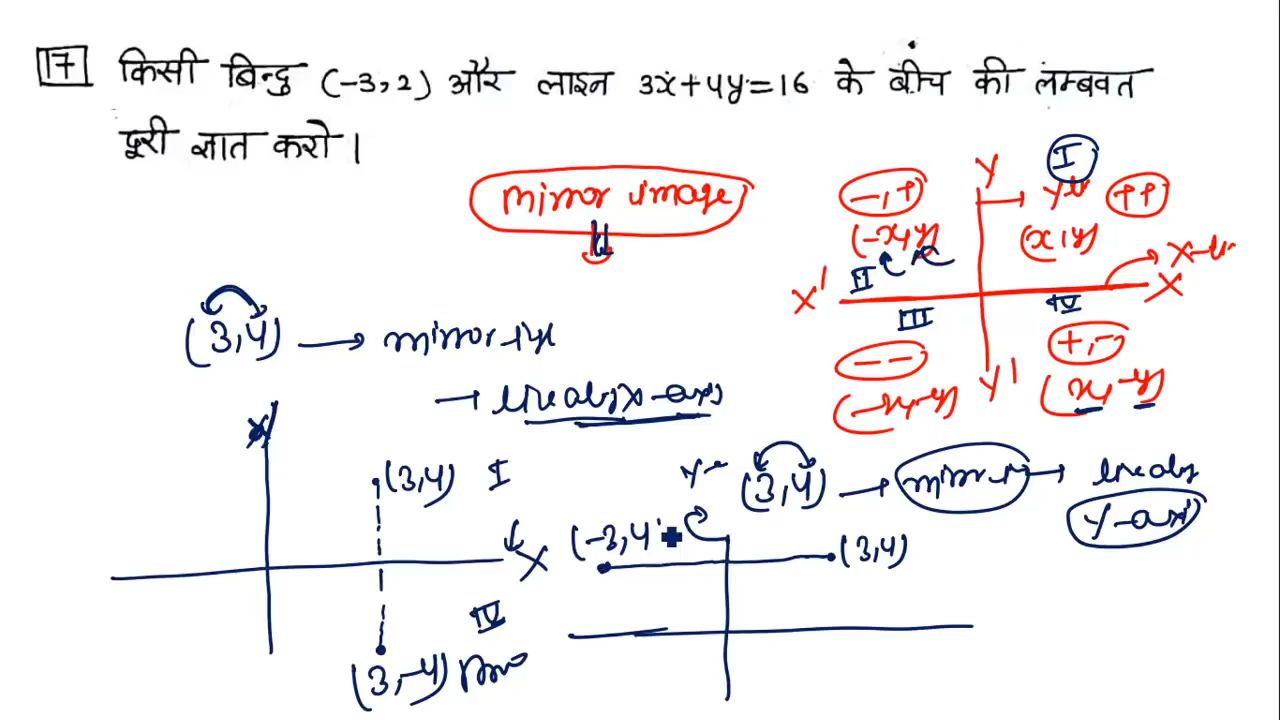 17 किसी बिन्दु (-3,2) और लाइन 3x+4y=16 के बीच की लम्बवत
दूरी ज्ञात करो।
mirror image
Y I
-,+ ++
(-x,y) (x,y)
II
X' X
III IV
-- +,-
Y'
(-x,-y) (x,-y)
(3,4) → mirror
→ x-axis
(3,4) I
(3,4) → mirror →
y-axis
X (-3,4) (3,4)
IV
(3,-4)